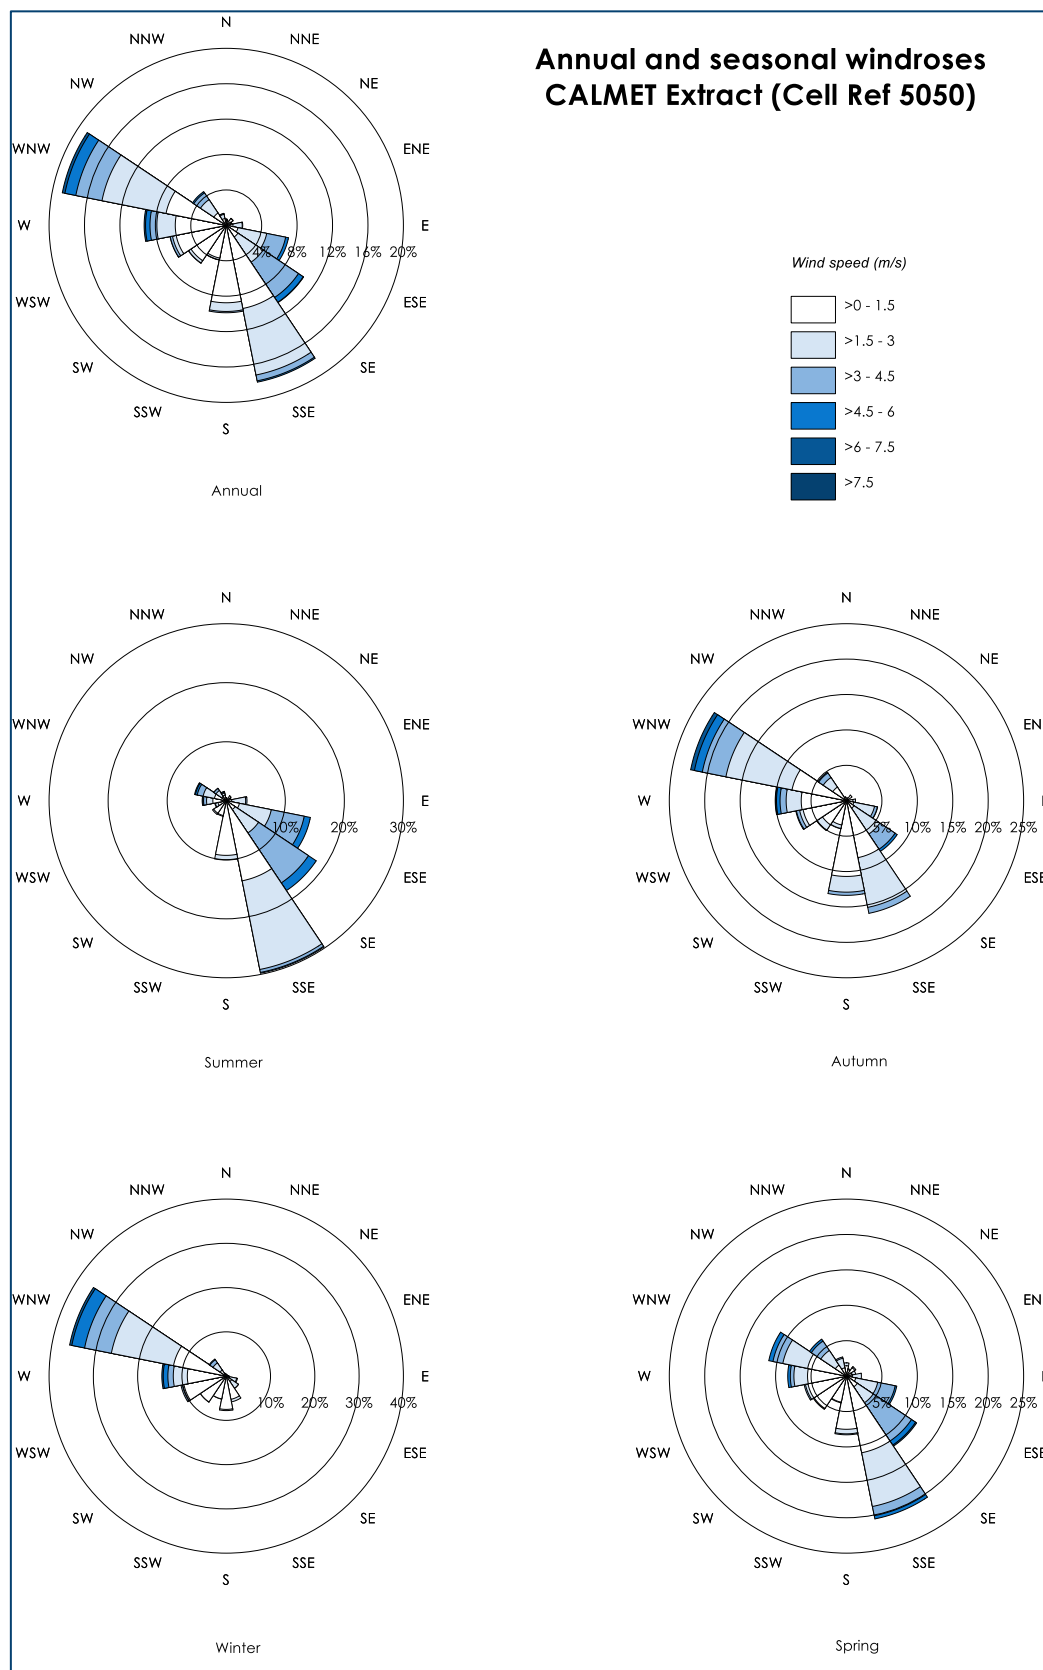 Annual and seasonal windroses
CALMET Extract (Cell Ref 5050)
N
NNW NNE
NW NE
WNW ENE
W E
4% 8% 12% 16% 20%
WSW ESE
SW SE
SSW SSE
S
Annual
Wind speed (m/s)
>0 - 1.5
>1.5 - 3
>3 - 4.5
>4.5 - 6
>6 - 7.5
>7.5
N
NNW NNE
NW NE
WNW ENE
W E
10% 20% 30%
WSW ESE
SW SE
SSW SSE
S
Summer
N
NNW NNE
NW NE
WNW EN
W
5% 10% 15% 20% 25%
WSW ESE
SW SE
SSW SSE
S
Autumn
N
NNW NNE
NW NE
WNW ENE
W E
10% 20% 30% 40%
WSW ESE
SW SE
SSW SSE
S
Winter
N
NNW NNE
NW NE
WNW EN
W
5% 10% 15% 20% 25%
WSW ESE
SW SE
SSW SSE
S
Spring